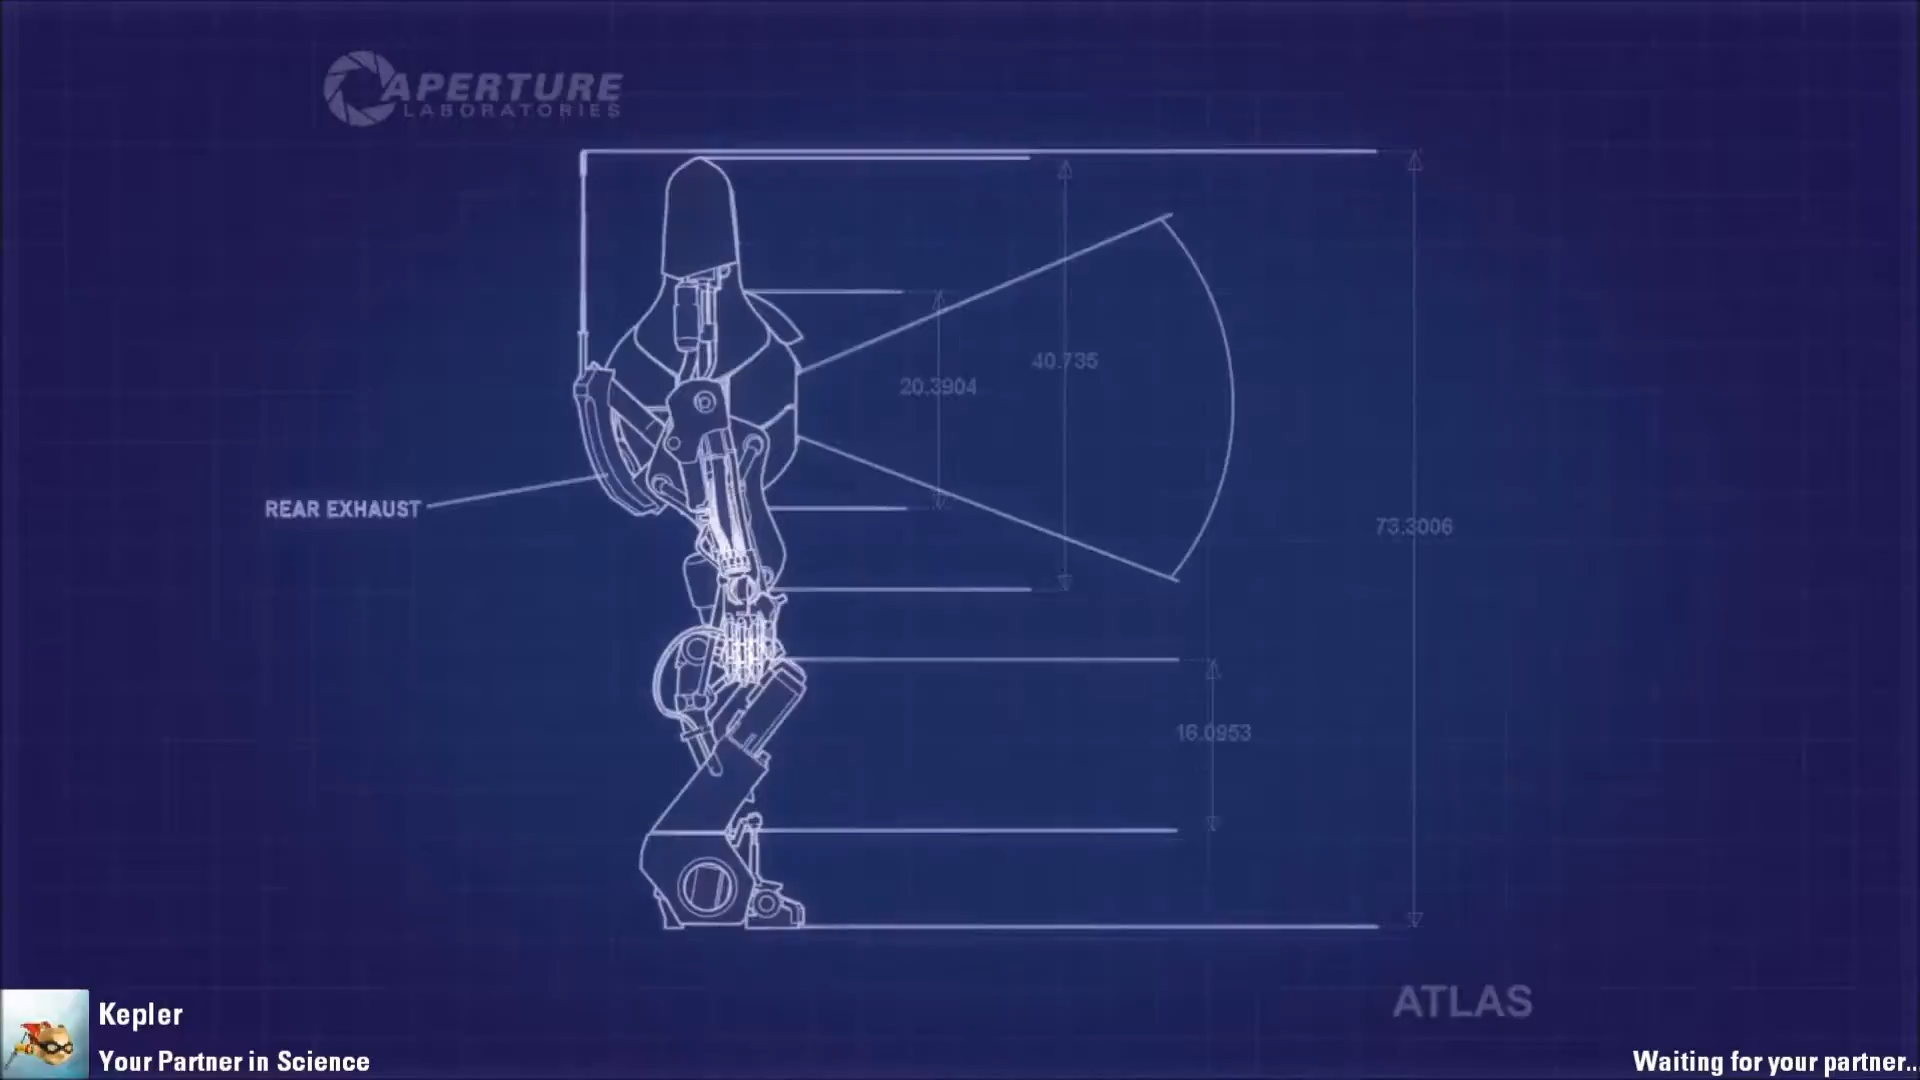 APERTURE
LABORATORIES
40.735
20.3904
REAR EXHAUST
73.3006
16.0953
ATLAS
Kepler
Your Partner in Science
Waiting for your partner..